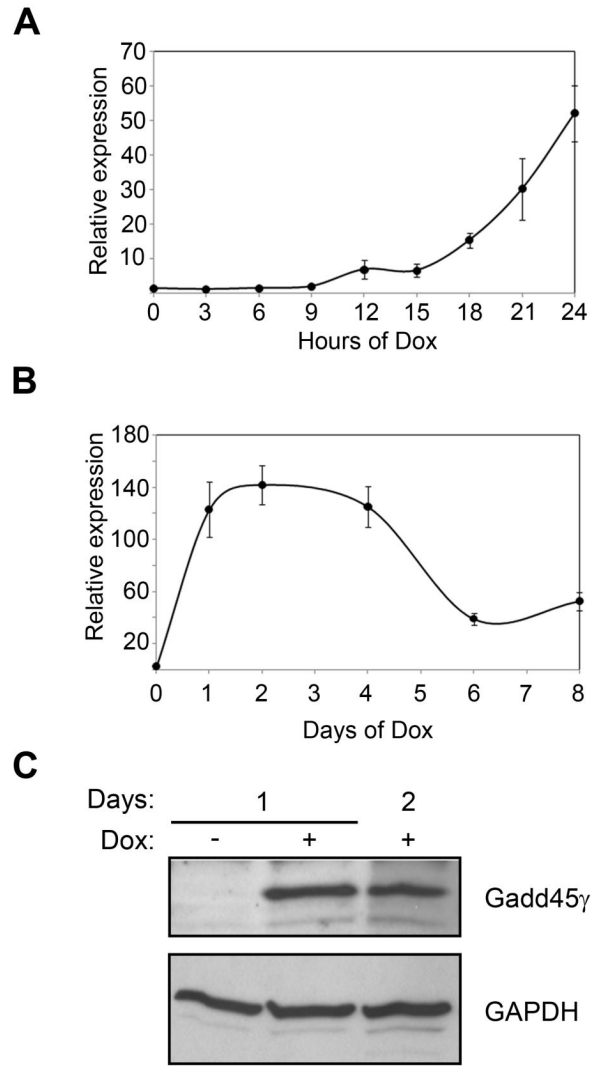 A
70
60
50
40
30
20
10
Relative expression
0 3 6 9 12 15 18 21 24
Hours of Dox
B
180
140
100
60
20
Relative expression
0 1 2 3 4 5 6 7 8
Days of Dox
C
Days: 1 2
Dox: - + +
Gadd45γ
GAPDH